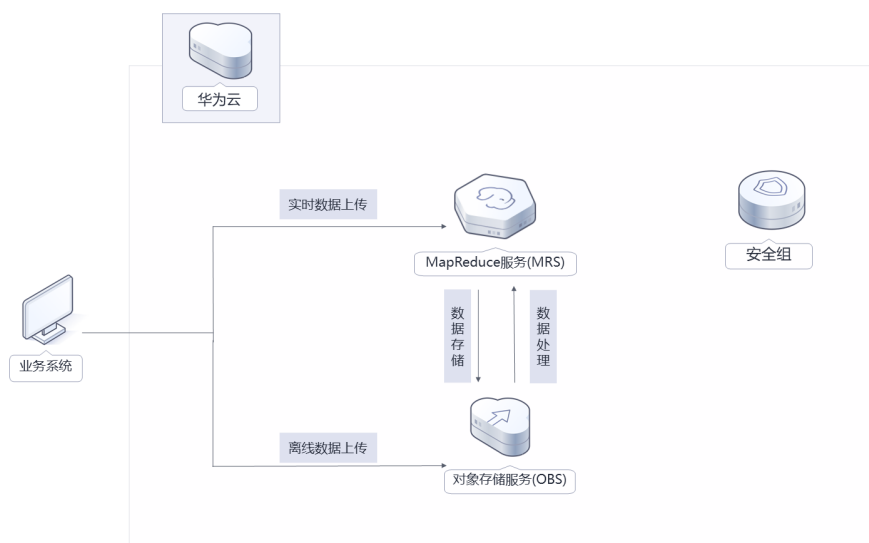 华为云
实时数据上传
MapReduce服务(MRS)
安全组
数据存储
数据处理
业务系统
离线数据上传
对象存储服务(OBS)